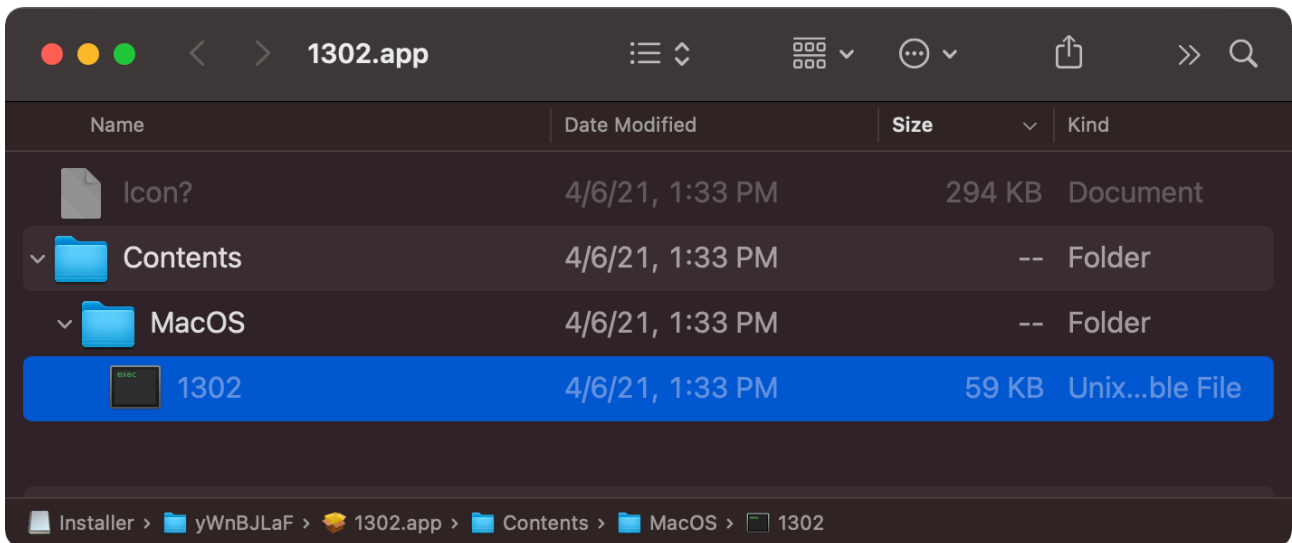 1302.app
Name Date Modified Size Kind
Icon? 4/6/21, 1:33 PM 294 KB Document
Contents 4/6/21, 1:33 PM -- Folder
MacOS 4/6/21, 1:33 PM -- Folder
exec 1302 4/6/21, 1:33 PM 59 KB Unix...ble File
Installer › yWnBJLaF › 1302.app › Contents › MacOS › 1302